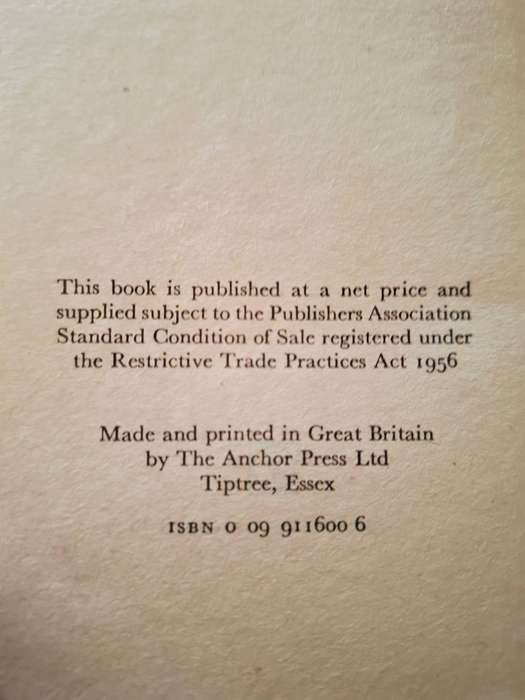 This book is published at a net price and
supplied subject to the Publishers Association
Standard Condition of Sale registered under
the Restrictive Trade Practices Act 1956
Made and printed in Great Britain
by The Anchor Press Ltd
Tiptree, Essex
ISBN 0 09 911600 6